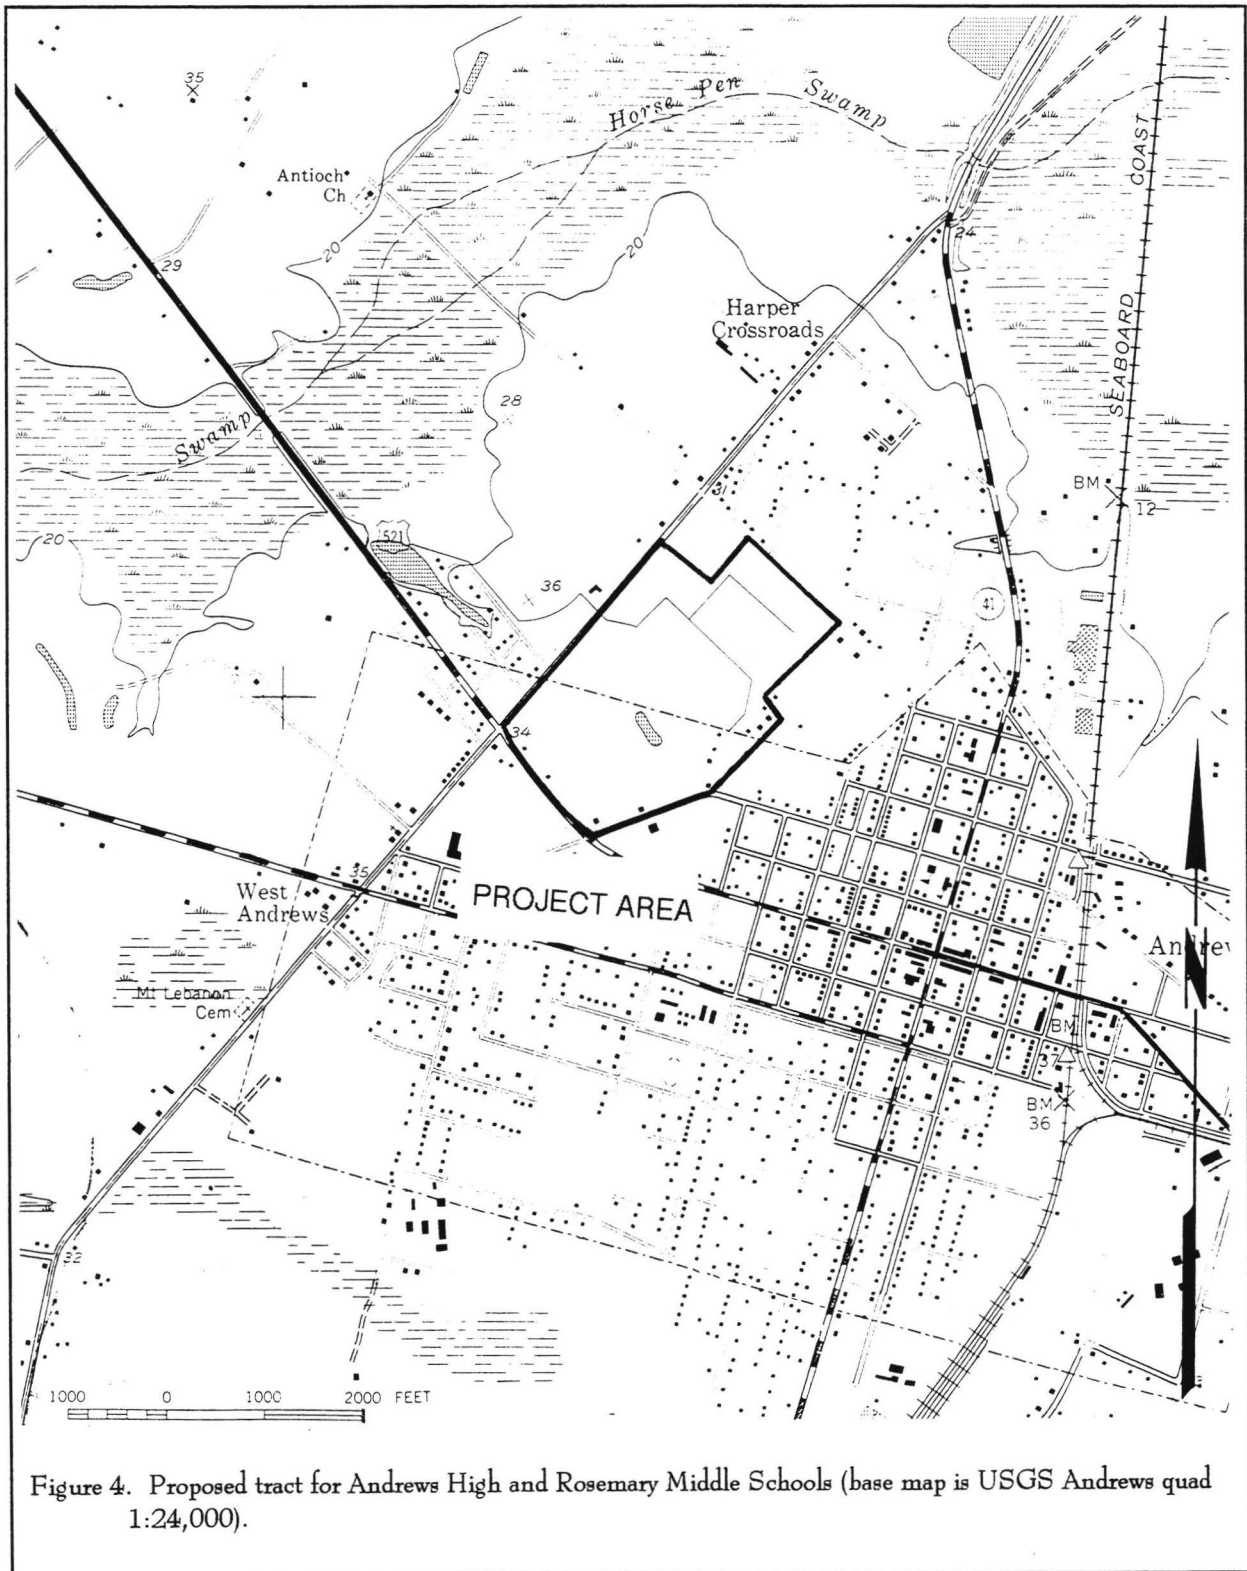 35
Horse Pen Swamp
COAST
Antioch
Ch
20
20
24
29
Harper
Crossroads
SEABOARD
28
Swamp
31
BM
12
521
20
36
41
34
35
West
Andrews
PROJECT AREA
Mt Lebanon
Cem
BM
37
BM
36
32
1000 0 1000 2000 FEET
Figure 4. Proposed tract for Andrews High and Rosemary Middle Schools (base map is USGS Andrews quad
1:24,000).